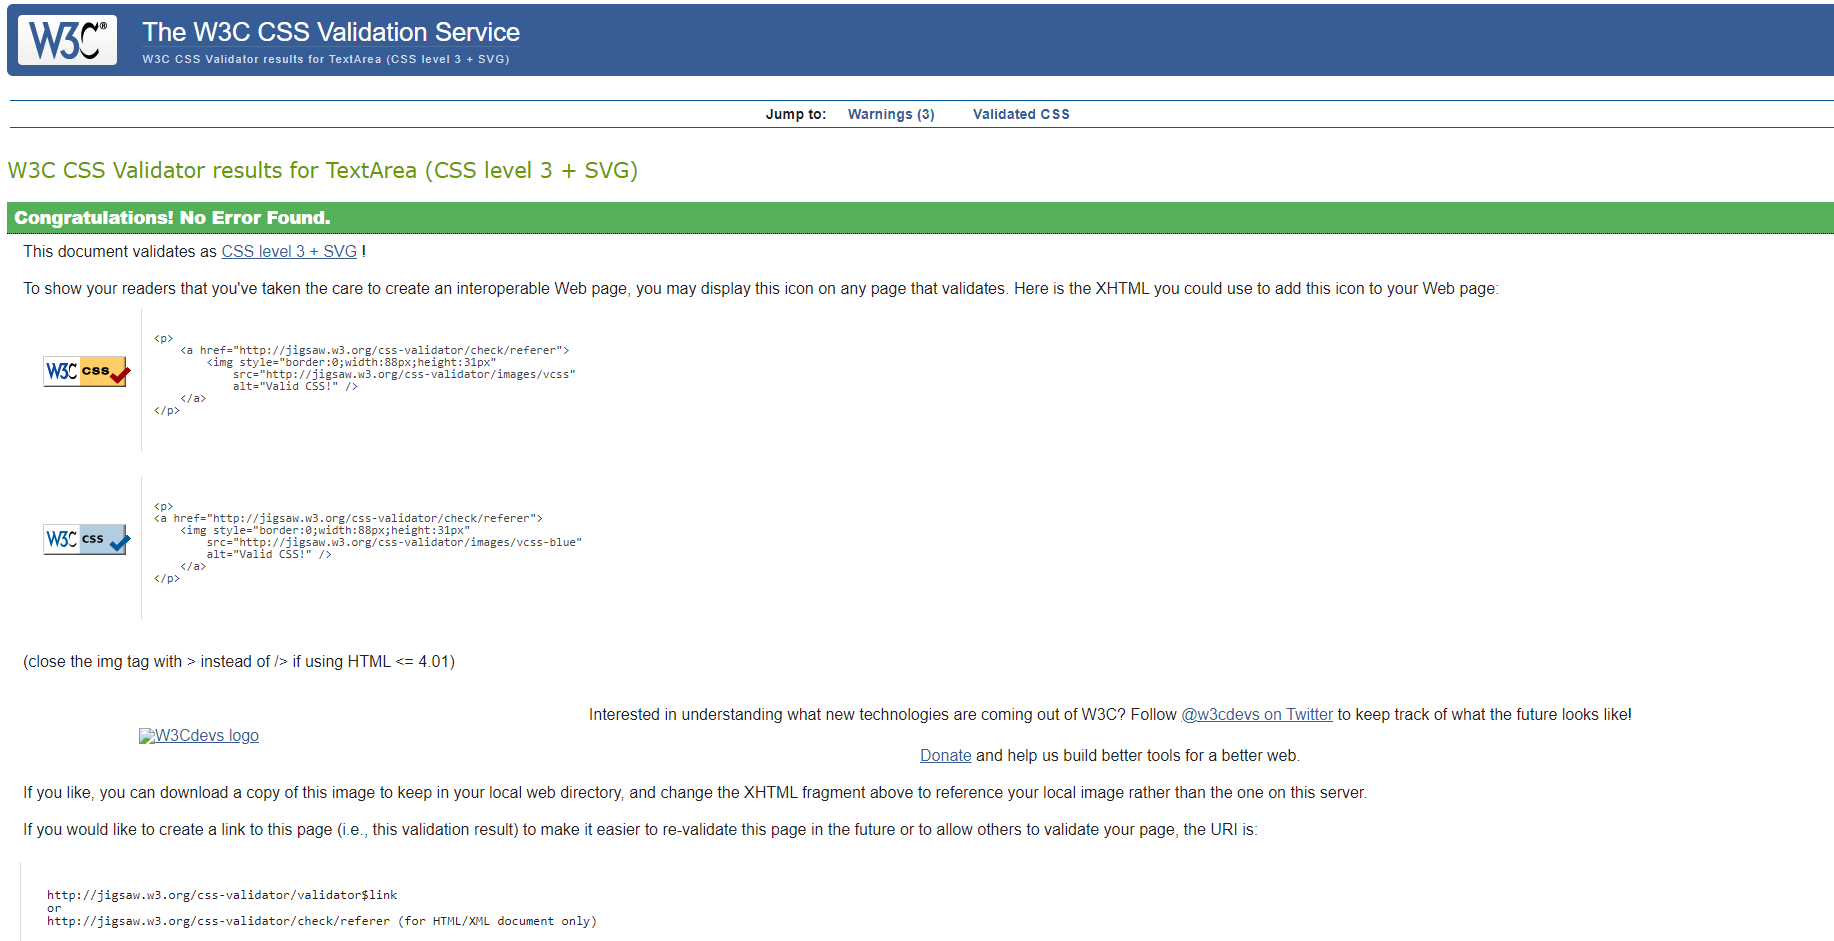 W3C®
The W3C CSS Validation Service
W3C CSS Validator results for TextArea (CSS level 3 + SVG)
Jump to: Warnings (3) Validated CSS
W3C CSS Validator results for TextArea (CSS level 3 + SVG)
Congratulations! No Error Found.
This document validates as CSS level 3 + SVG !
To show your readers that you've taken the care to create an interoperable Web page, you may display this icon on any page that validates. Here is the XHTML you could use to add this icon to your Web page:
W3C css
<p>
<a href="http://jigsaw.w3.org/css-validator/check/referer">
<img style="border:0;width:88px;height:31px"
src="http://jigsaw.w3.org/css-validator/images/vcss"
alt="Valid CSS!" />
</a>
</p>
W3C css
<p>
<a href="http://jigsaw.w3.org/css-validator/check/referer">
<img style="border:0;width:88px;height:31px"
src="http://jigsaw.w3.org/css-validator/images/vcss-blue"
alt="Valid CSS!" />
</a>
</p>
(close the img tag with > instead of /> if using HTML <= 4.01)
Interested in understanding what new technologies are coming out of W3C? Follow @w3cdevs on Twitter to keep track of what the future looks like!
W3Cdevs logo
Donate and help us build better tools for a better web.
If you like, you can download a copy of this image to keep in your local web directory, and change the XHTML fragment above to reference your local image rather than the one on this server.
If you would like to create a link to this page (i.e., this validation result) to make it easier to re-validate this page in the future or to allow others to validate your page, the URI is:
http://jigsaw.w3.org/css-validator/validator$link
or
http://jigsaw.w3.org/css-validator/check/referer (for HTML/XML document only)